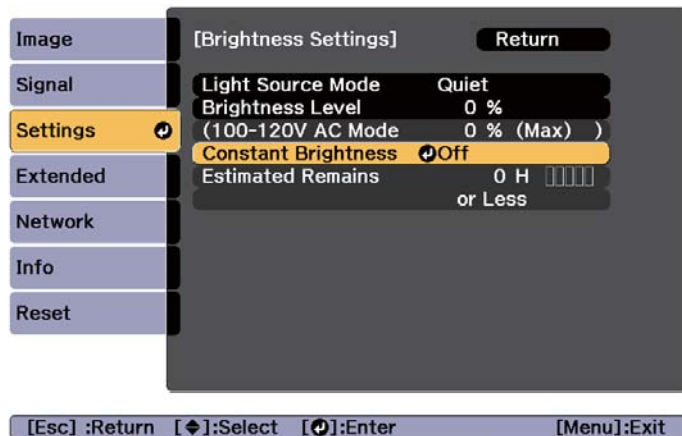 Image
Signal
Settings
Extended
Network
Info
Reset
[Brightness Settings]
Return
Light Source Mode Quiet
Brightness Level 0 %
(100-120V AC Mode 0 % (Max) )
Constant Brightness Off
Estimated Remains 0 H
or Less
[Esc] :Return [ ]:Select [ ]:Enter [Menu]:Exit